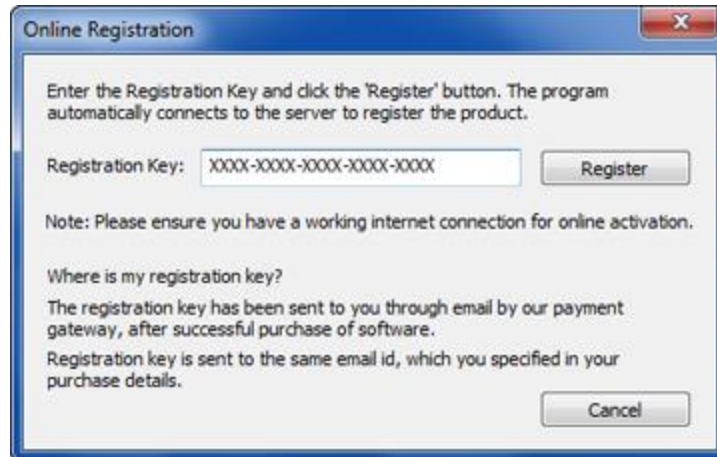 Online Registration
Enter the Registration Key and click the 'Register' button. The program
automatically connects to the server to register the product.
Registration Key: XXXX-XXXX-XXXX-XXXX-XXXX Register
Note: Please ensure you have a working internet connection for online activation.
Where is my registration key?
The registration key has been sent to you through email by our payment
gateway, after successful purchase of software.
Registration key is sent to the same email id, which you specified in your
purchase details.
Cancel